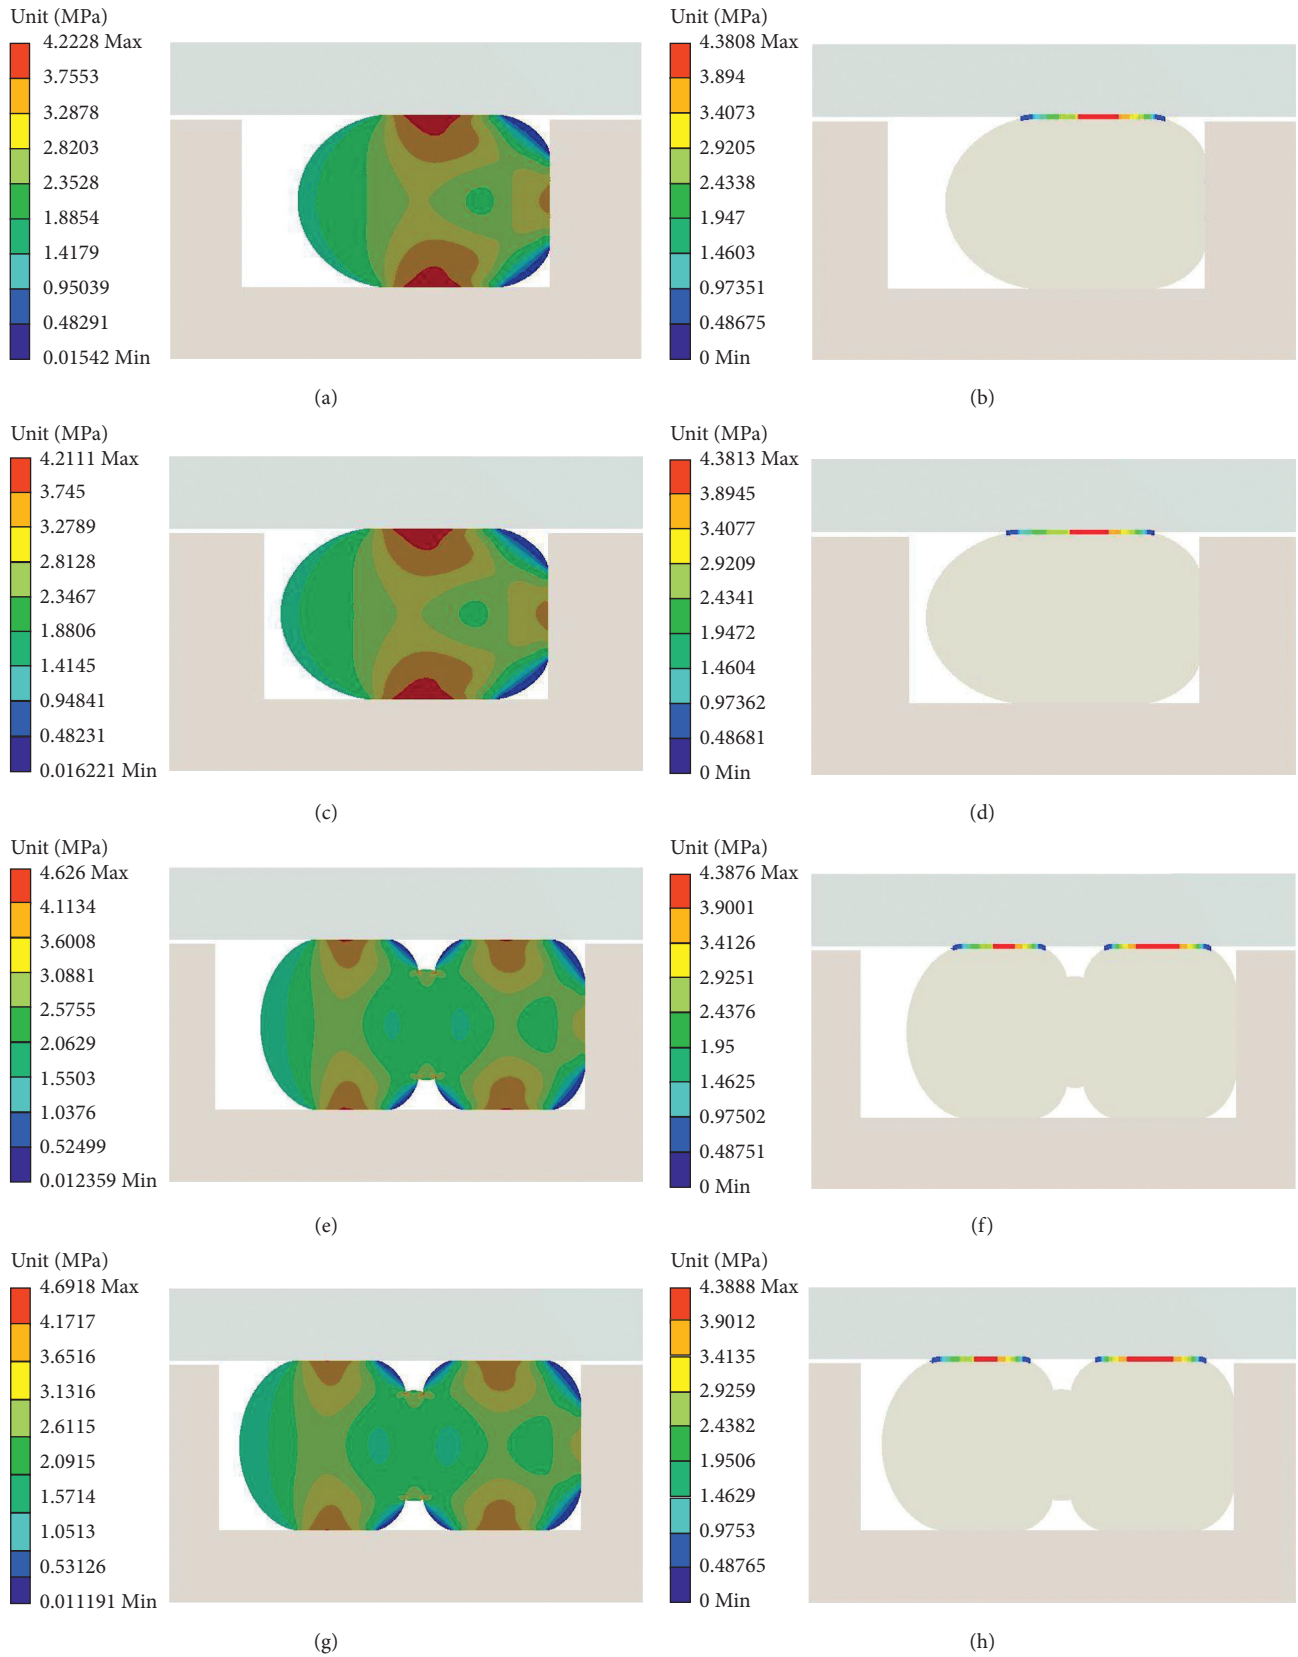 Unit (MPa)
4.2228 Max
3.7553
3.2878
2.8203
2.3528
1.8854
1.4179
0.95039
0.48291
0.01542 Min
(a)
Unit (MPa)
4.3808 Max
3.894
3.4073
2.9205
2.4338
1.947
1.4603
0.97351
0.48675
0 Min
(b)
Unit (MPa)
4.2111 Max
3.745
3.2789
2.8128
2.3467
1.8806
1.4145
0.94841
0.48231
0.016221 Min
(c)
Unit (MPa)
4.3813 Max
3.8945
3.4077
2.9209
2.4341
1.9472
1.4604
0.97362
0.48681
0 Min
(d)
Unit (MPa)
4.626 Max
4.1134
3.6008
3.0881
2.5755
2.0629
1.5503
1.0376
0.52499
0.012359 Min
(e)
Unit (MPa)
4.3876 Max
3.9001
3.4126
2.9251
2.4376
1.95
1.4625
0.97502
0.48751
0 Min
(f)
Unit (MPa)
4.6918 Max
4.1717
3.6516
3.1316
2.6115
2.0915
1.5714
1.0513
0.53126
0.011191 Min
(g)
Unit (MPa)
4.3888 Max
3.9012
3.4135
2.9259
2.4382
1.9506
1.4629
0.9753
0.48765
0 Min
(h)